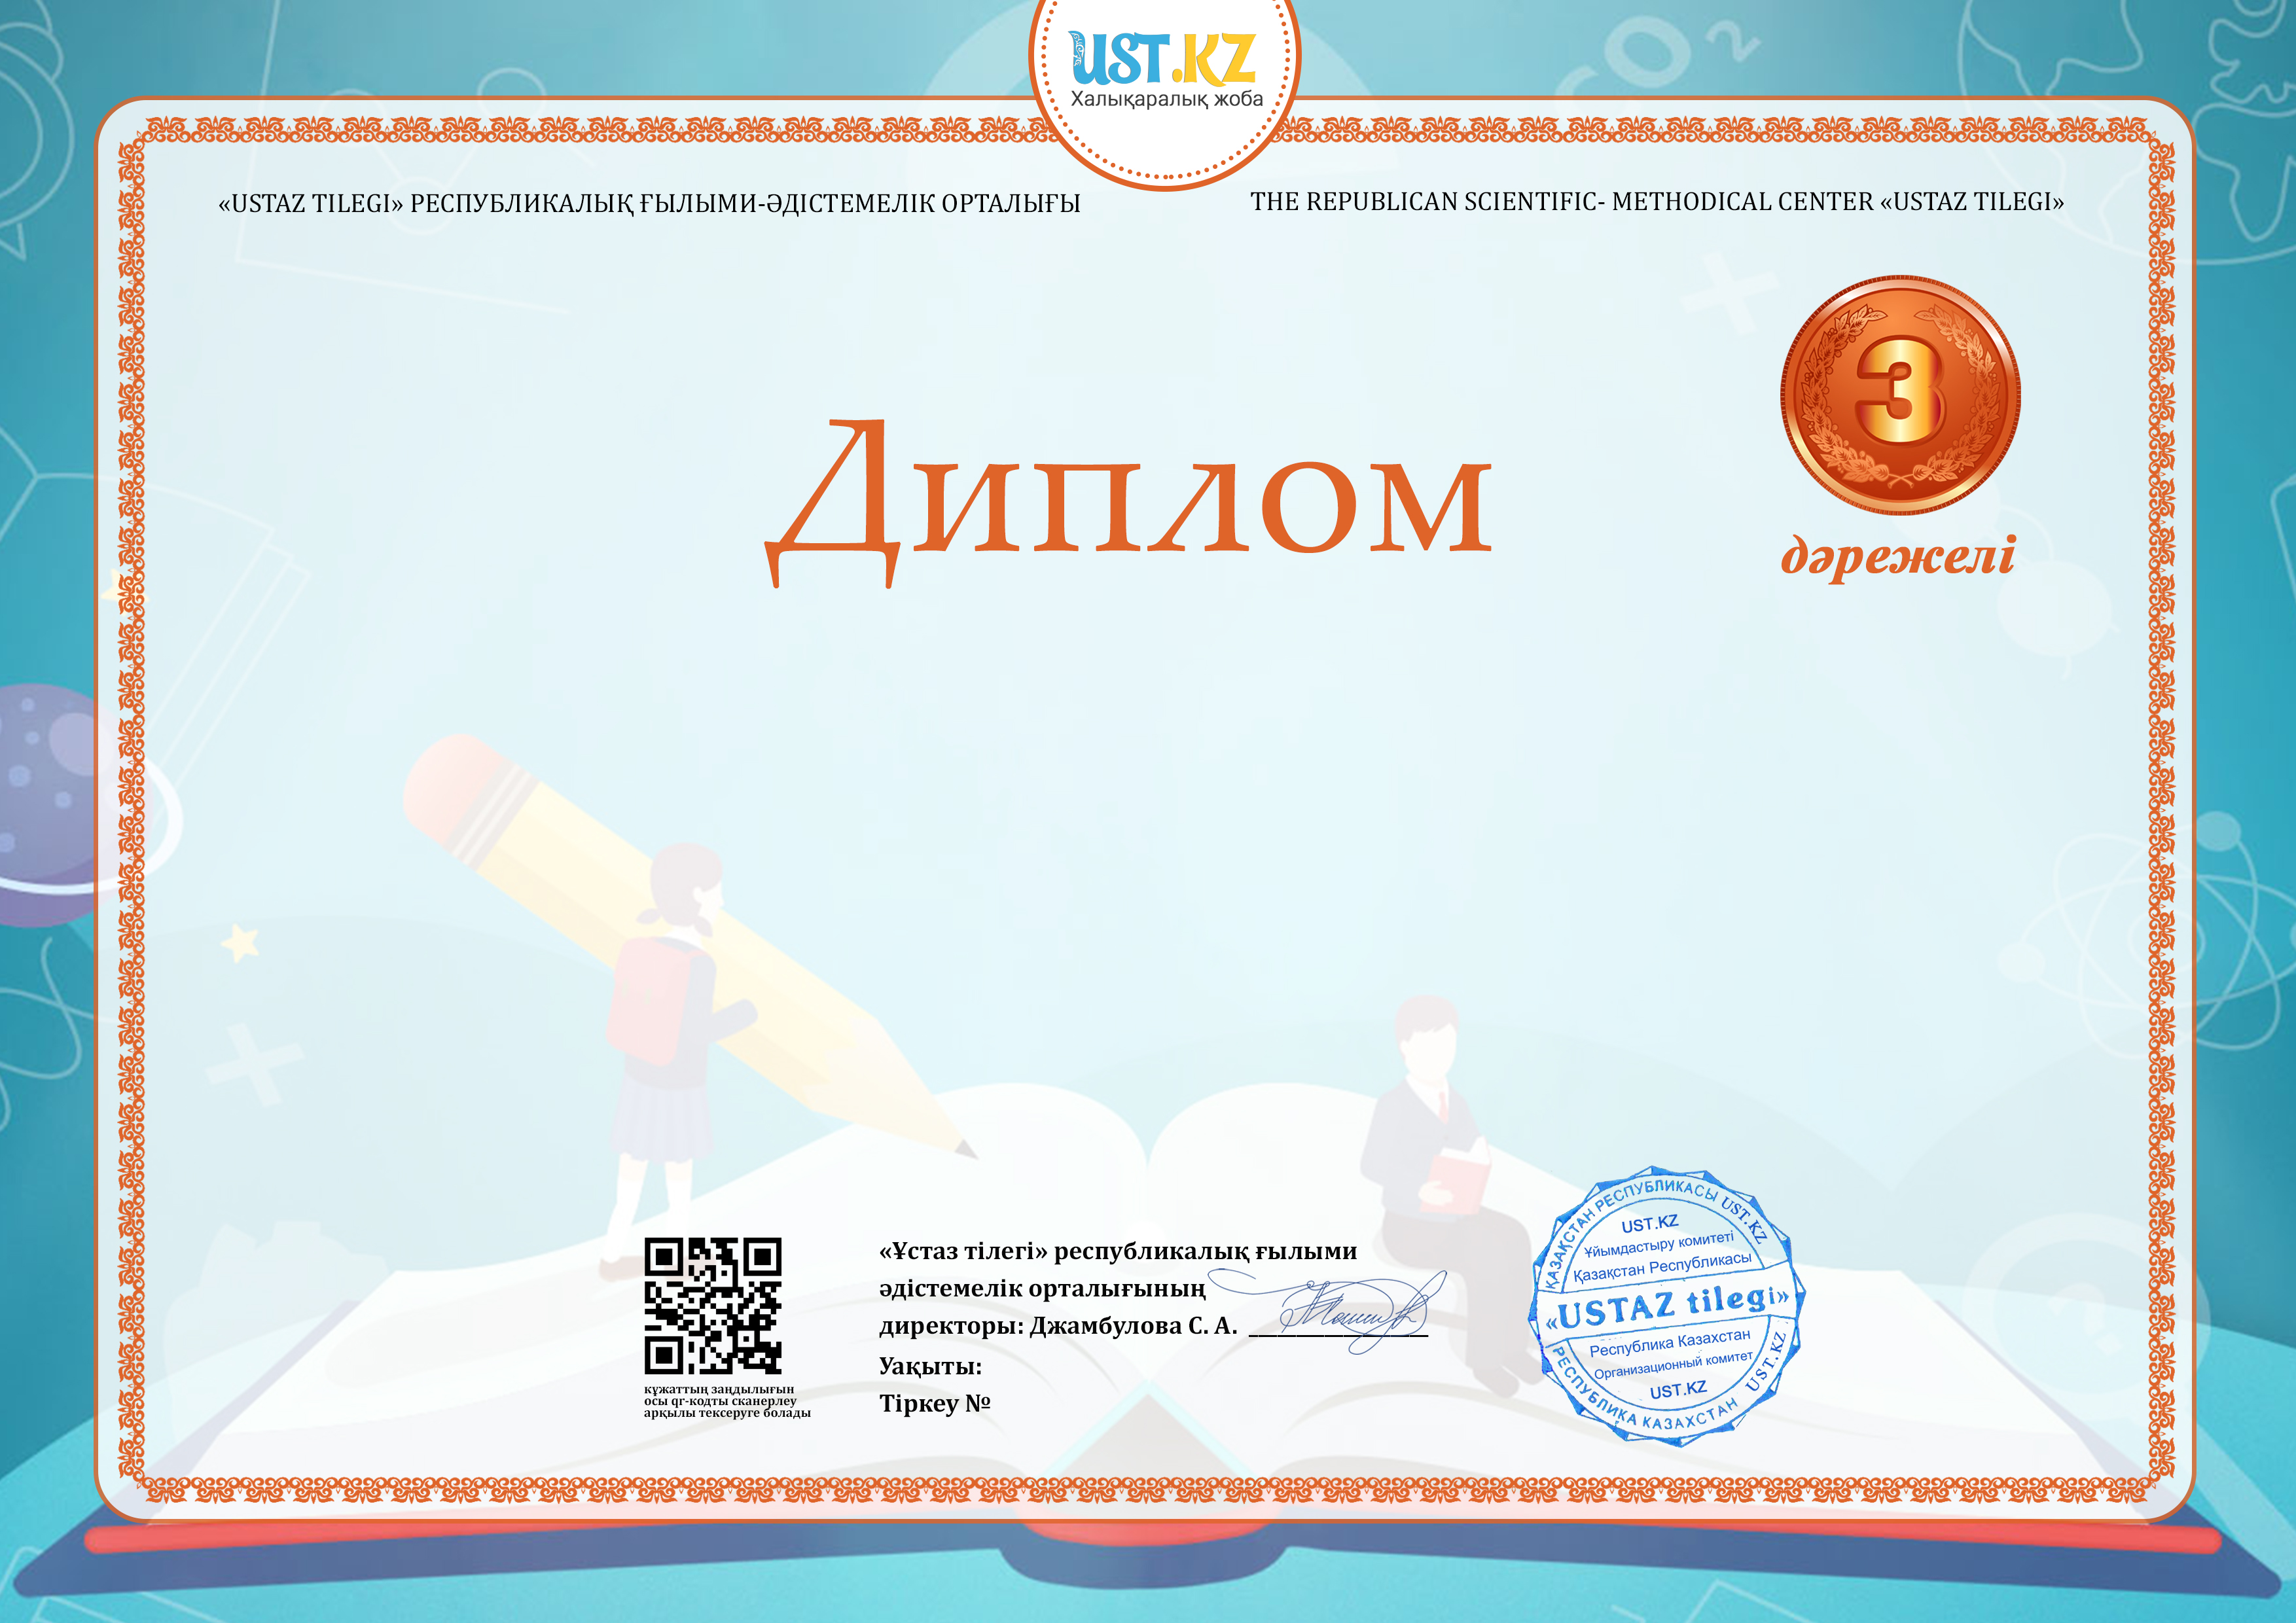 UST.KZ
Халықаралық жоба
«USTAZ TILEGI» РЕСПУБЛИКАЛЫҚ ҒЫЛЫМИ-ӘДІСТЕМЕЛІК ОРТАЛЫҒЫ
THE REPUBLICAN SCIENTIFIC- METHODICAL CENTER «USTAZ TILEGI»
3
дәрежелі
Диплом
құжаттың заңдылығын
осы qr-кодты сканерлеу
арқылы тексеруге болады
«Ұстаз тілегі» республикалық ғылыми
әдістемелік орталығының
директоры: Джамбулова С. А.
Уақыты:
Тіркеу №
ҚАЗАҚСТАН РЕСПУБЛИКАСЫ UST.KZ
UST.KZ
Ұйымдастыру комитеті
Қазақстан Республикасы
«USTAZ tilegi»
Республика Казахстан
Организационный комитет
UST.KZ
РЕСПУБЛИКА КАЗАХСТАН UST.KZ